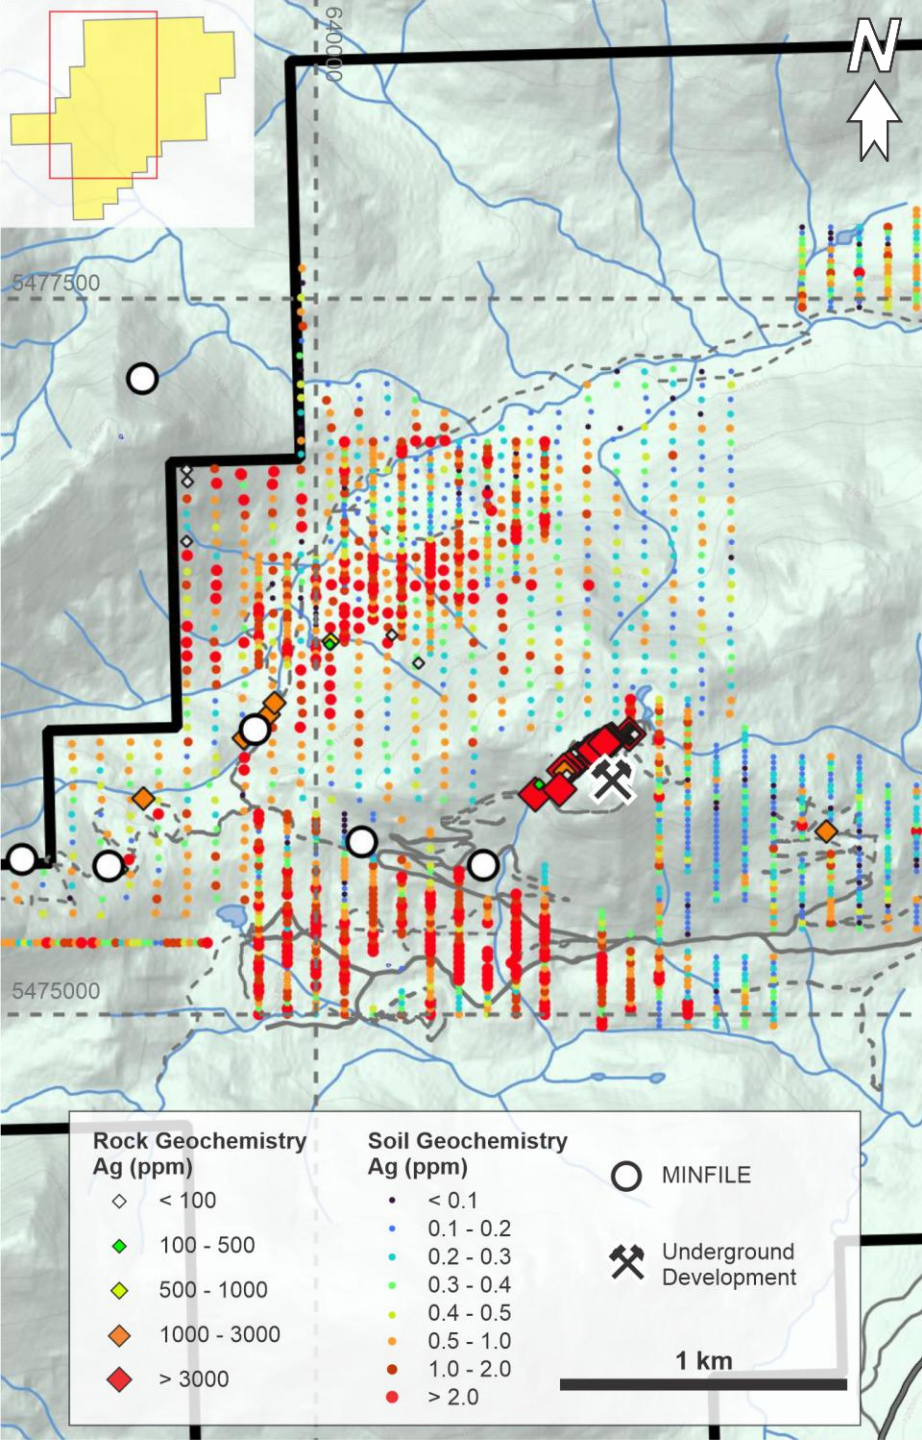 N
640000
5477500
5475000
Rock Geochemistry
Ag (ppm)
< 100
100 - 500
500 - 1000
1000 - 3000
> 3000
Soil Geochemistry
Ag (ppm)
< 0.1
0.1 - 0.2
0.2 - 0.3
0.3 - 0.4
0.4 - 0.5
0.5 - 1.0
1.0 - 2.0
> 2.0
MINFILE
Underground
Development
1 km